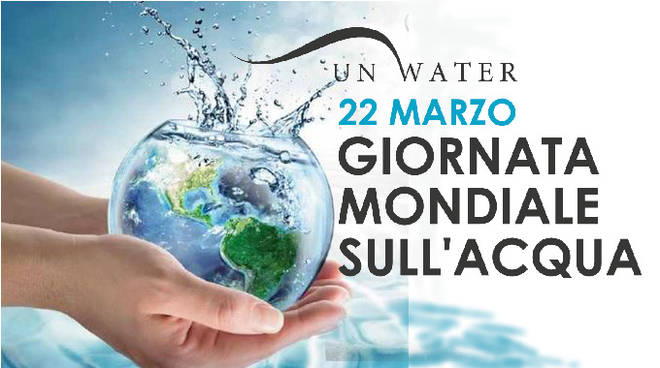 UN WATER
22 MARZO
GIORNATA
MONDIALE
SULL'ACQUA